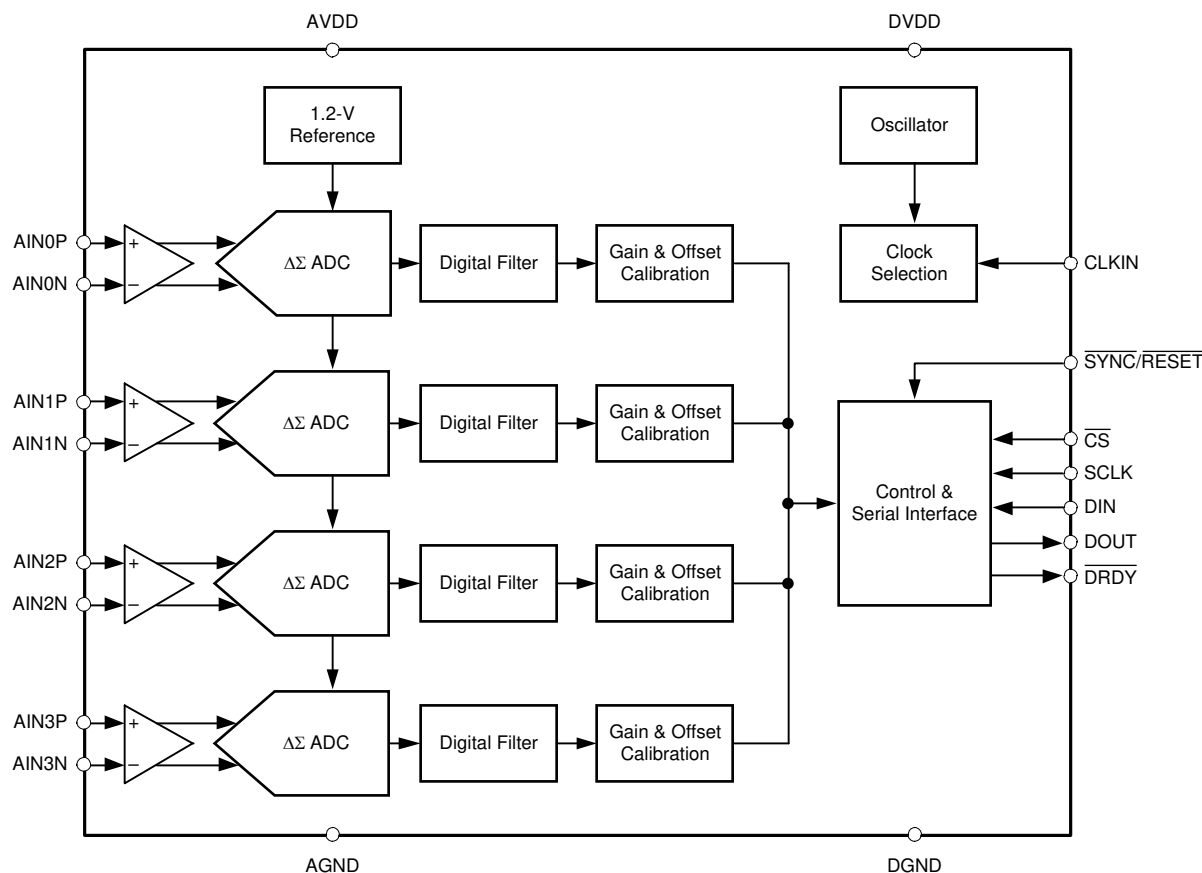 AVDD
DVDD
1.2-V
Reference
Oscillator
AIN0P
+
AIN0N
−
ΔΣ ADC
Digital Filter
Gain & Offset
Calibration
Clock
Selection
CLKIN
SYNC/RESET
AIN1P
+
AIN1N
−
ΔΣ ADC
Digital Filter
Gain & Offset
Calibration
CS
SCLK
Control &
Serial Interface
DIN
DOUT
DRDY
AIN2P
+
AIN2N
−
ΔΣ ADC
Digital Filter
Gain & Offset
Calibration
AIN3P
+
AIN3N
−
ΔΣ ADC
Digital Filter
Gain & Offset
Calibration
AGND
DGND